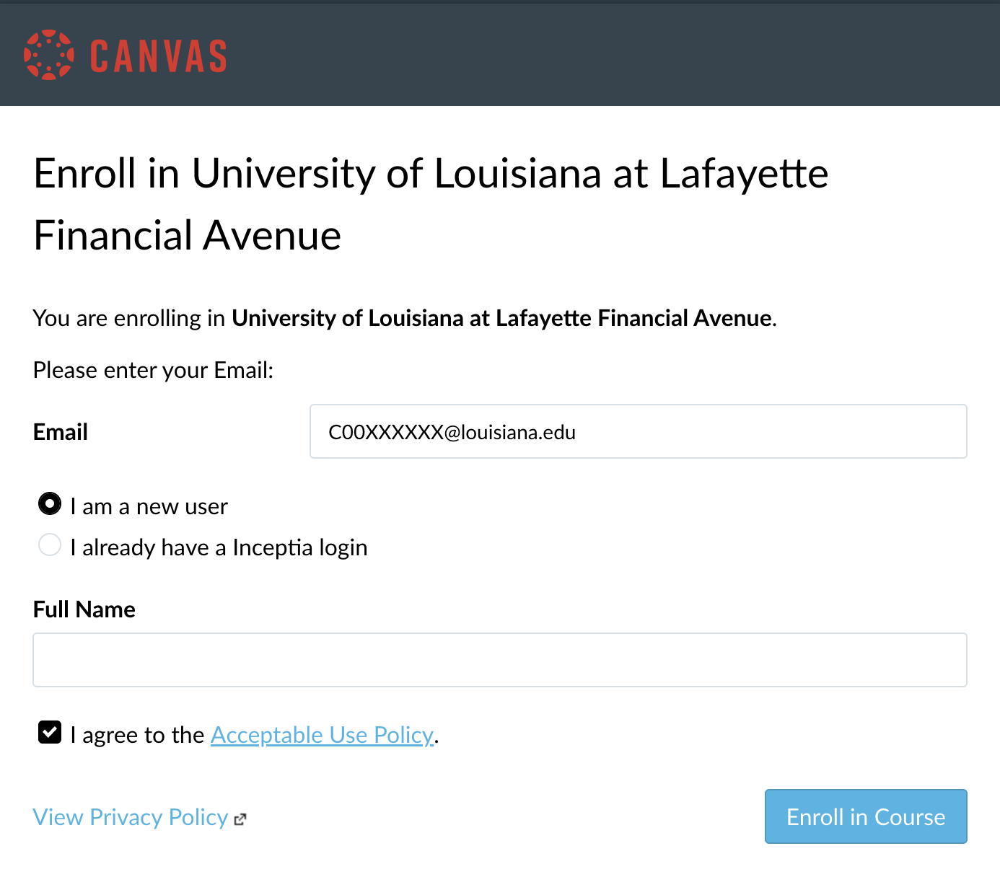 CANVAS
Enroll in University of Louisiana at Lafayette
Financial Avenue
You are enrolling in University of Louisiana at Lafayette Financial Avenue.
Please enter your Email:
Email
C00XXXXXX@louisiana.edu
I am a new user
I already have a Inceptia login
Full Name
I agree to the Acceptable Use Policy.
View Privacy Policy
Enroll in Course